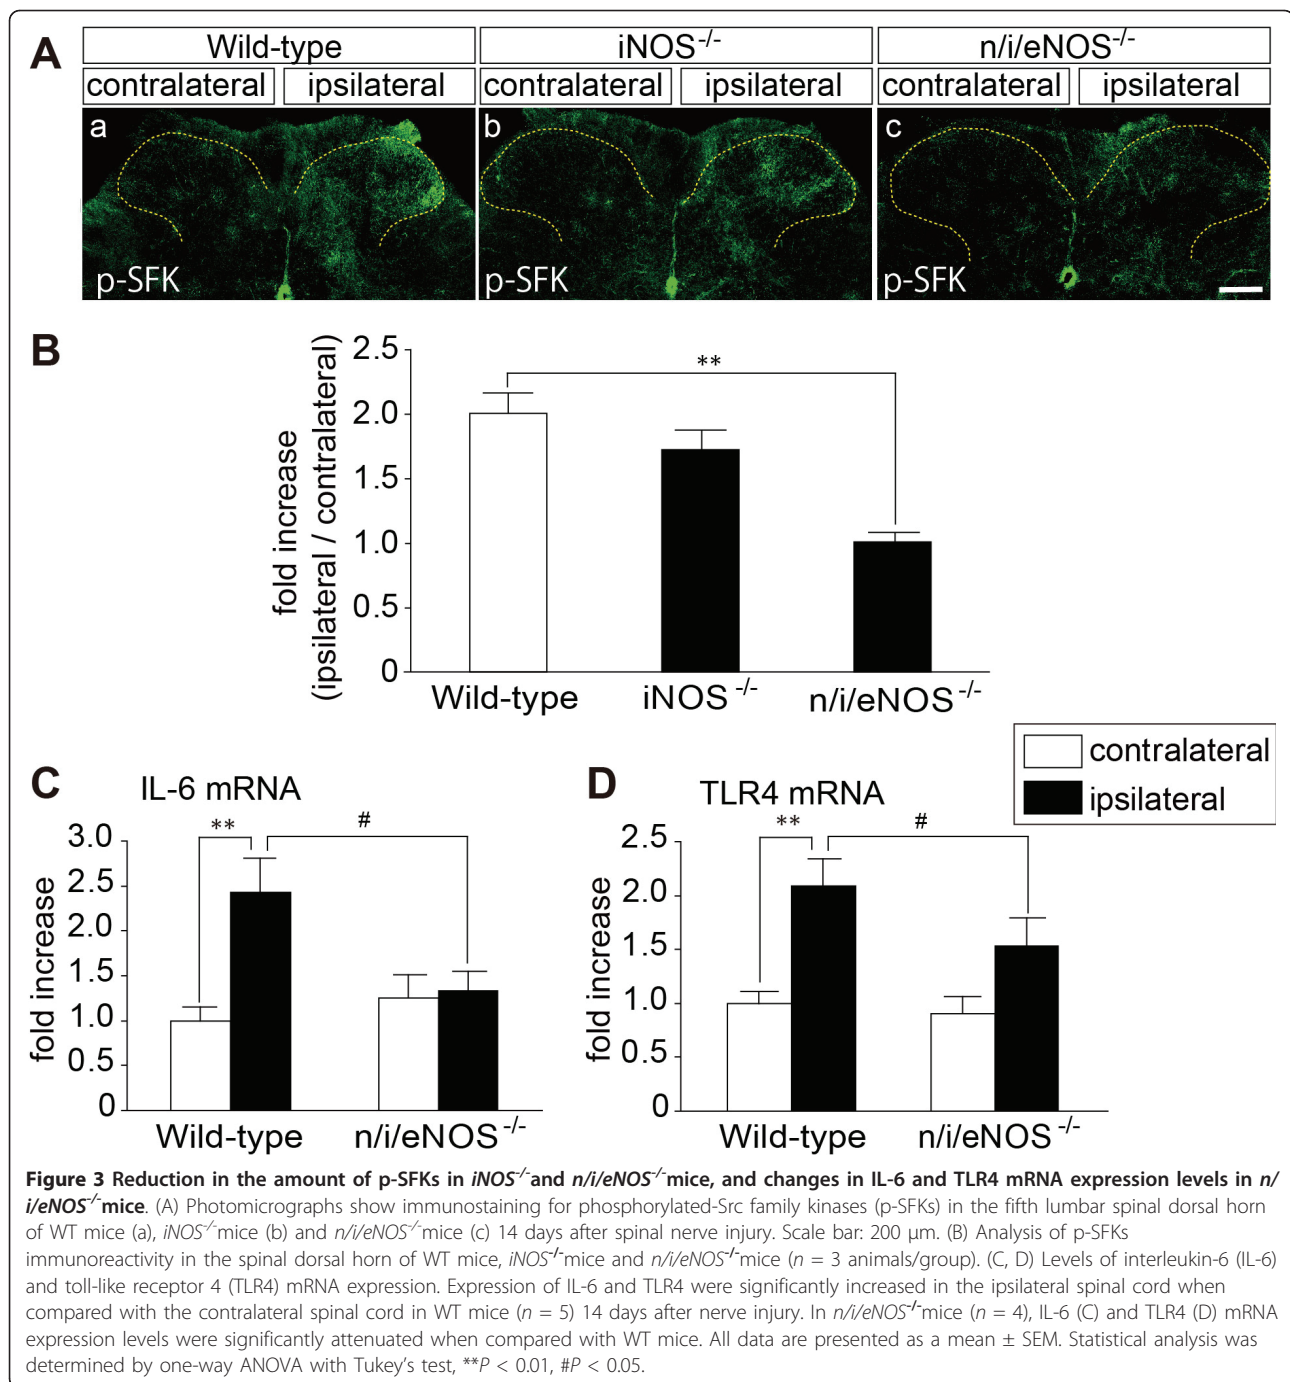 A
Wild-type
iNOS-/-
n/i/eNOS-/-
contralateral
ipsilateral
contralateral
ipsilateral
contralateral
ipsilateral
a
b
c
p-SFK
p-SFK
p-SFK
B
fold increase
(ipsilateral / contralateral)
2.5
2.0
1.5
1.0
0.5
0
**
Wild-type
iNOS -/-
n/i/eNOS-/-
contralateral
ipsilateral
C
IL-6 mRNA
fold increase
3.0
2.5
2.0
1.5
1.0
0.5
0
**
#
Wild-type
n/i/eNOS-/-
D
TLR4 mRNA
fold increase
2.5
2.0
1.5
1.0
0.5
0
**
#
Wild-type
n/i/eNOS-/-
Figure 3 Reduction in the amount of p-SFKs in iNOS-/-and n/i/eNOS-/-mice, and changes in IL-6 and TLR4 mRNA expression levels in n/
i/eNOS-/-mice. (A) Photomicrographs show immunostaining for phosphorylated-Src family kinases (p-SFKs) in the fifth lumbar spinal dorsal horn
of WT mice (a), iNOS-/-mice (b) and n/i/eNOS-/-mice (c) 14 days after spinal nerve injury. Scale bar: 200 μm. (B) Analysis of p-SFKs
immunoreactivity in the spinal dorsal horn of WT mice, iNOS-/-mice and n/i/eNOS-/-mice (n = 3 animals/group). (C, D) Levels of interleukin-6 (IL-6)
and toll-like receptor 4 (TLR4) mRNA expression. Expression of IL-6 and TLR4 were significantly increased in the ipsilateral spinal cord when
compared with the contralateral spinal cord in WT mice (n = 5) 14 days after nerve injury. In n/i/eNOS-/-mice (n = 4), IL-6 (C) and TLR4 (D) mRNA
expression levels were significantly attenuated when compared with WT mice. All data are presented as a mean ± SEM. Statistical analysis was
determined by one-way ANOVA with Tukey's test, **P < 0.01, #P < 0.05.